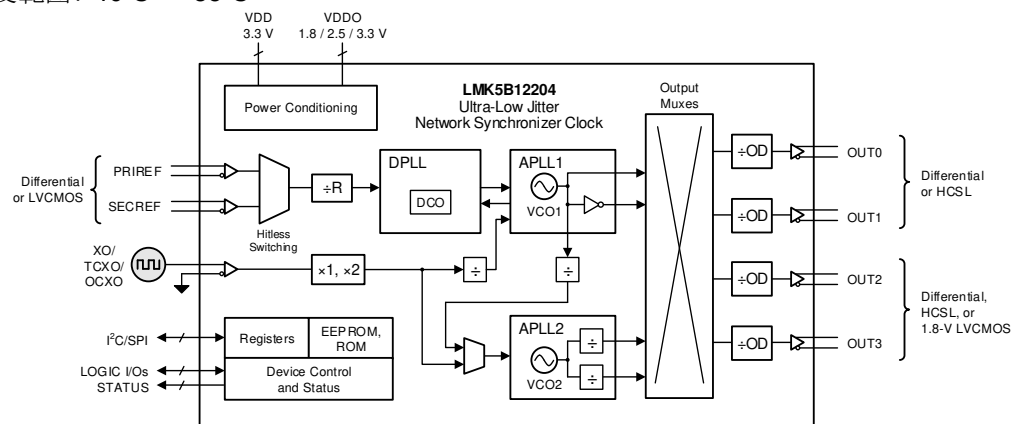 VDD
3.3 V
VDDO
1.8 / 2.5 / 3.3 V
LMK5B12204
Ultra-Low Jitter
Network Synchronizer Clock
Power Conditioning
Output
Muxes
Differential
or LVCMOS
PRIREF
SECREF
Hitless
Switching
÷R
DPLL
DCO
APLL1
VCO1
÷OD
OUT0
÷OD
OUT1
Differential
or HCSL
XO/
TCXO/
OCXO
×1, ×2
÷
÷
÷OD
OUT2
÷OD
OUT3
Differential,
HCSL, or
1.8-V LVCMOS
APLL2
VCO2
÷
÷
I²C/SPI
LOGIC I/Os
STATUS
Registers
EEPROM,
ROM
Device Control
and Status